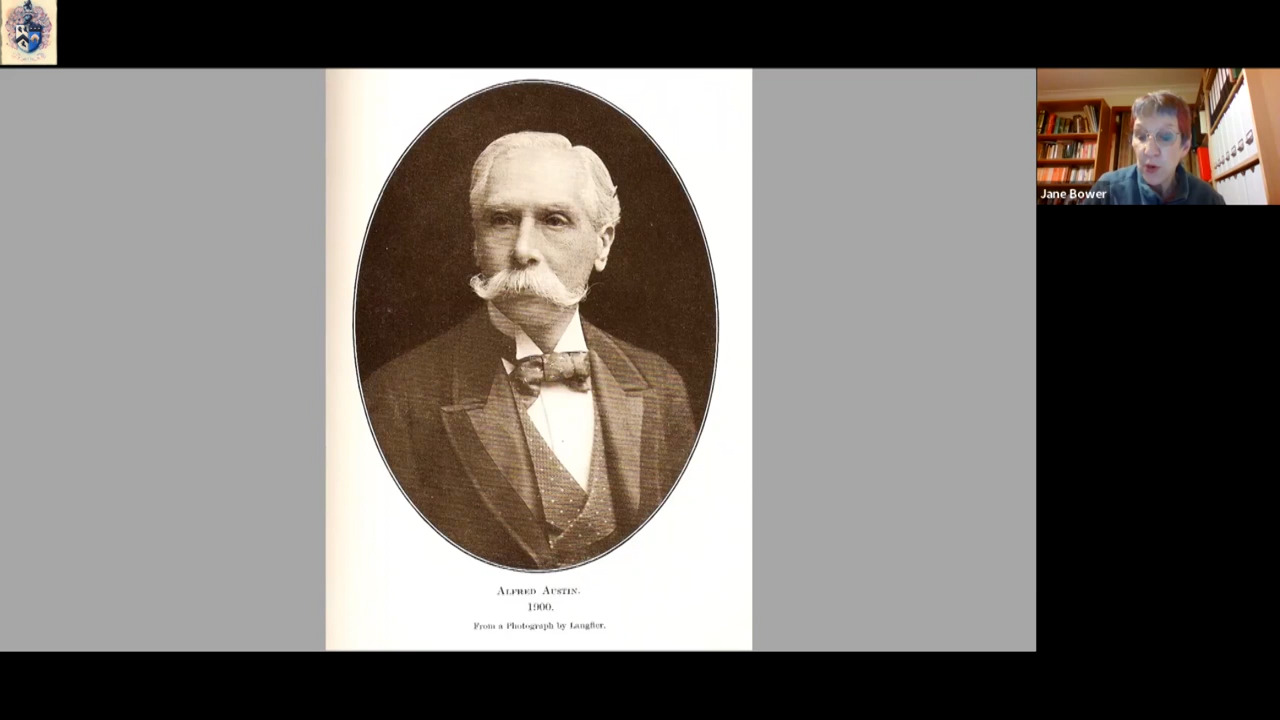 Jane Bower
ALFRED AUSTIN.
1900.
From a Photograph by Langfier.